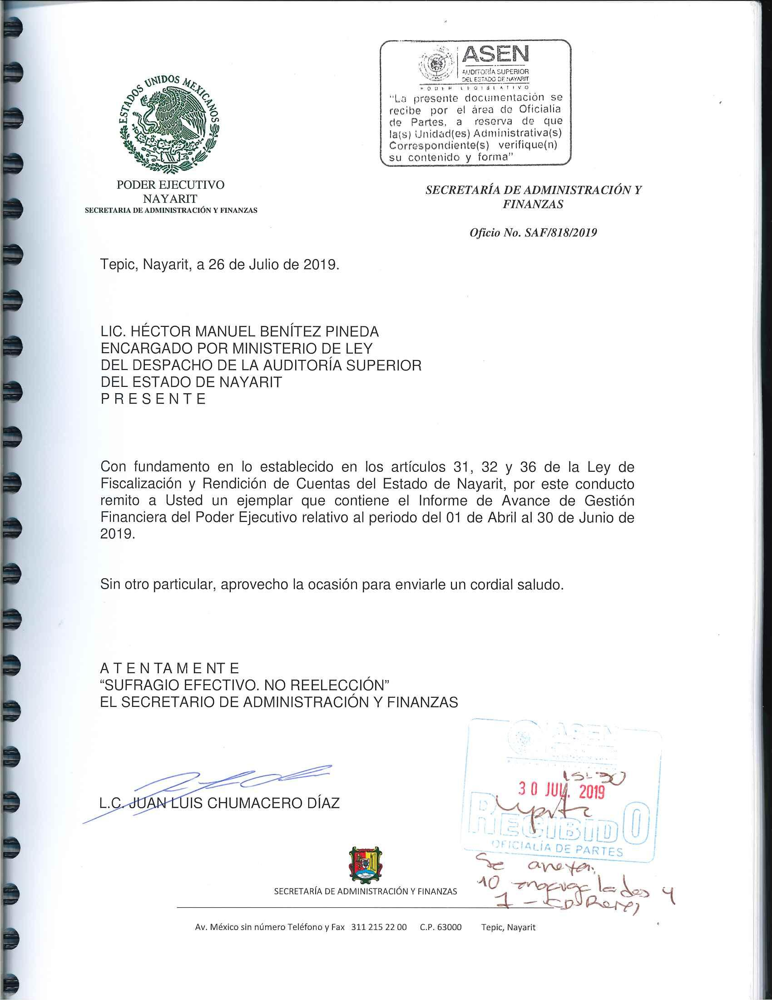 ASEN
AUDITORÍA SUPERIOR
DEL ESTADO DE NAYARIT
PODER LEGISLATIVO
"La presente documentación se
recibe por el área de Oficialia
de Partes, a reserva de que
la(s) Unidad(es) Administrativa(s)
Correspondiente(s) verifique(n)
su contenido y forma"
ESTADOS UNIDOS MEXICANOS
PODER EJECUTIVO
NAYARIT
SECRETARIA DE ADMINISTRACIÓN Y FINANZAS
SECRETARÍA DE ADMINISTRACIÓN Y
FINANZAS
Oficio No. SAF/818/2019
Tepic, Nayarit, a 26 de Julio de 2019.
LIC. HÉCTOR MANUEL BENÍTEZ PINEDA
ENCARGADO POR MINISTERIO DE LEY
DEL DESPACHO DE LA AUDITORÍA SUPERIOR
DEL ESTADO DE NAYARIT
P R E S E N T E
Con fundamento en lo establecido en los artículos 31, 32 y 36 de la Ley de
Fiscalización y Rendición de Cuentas del Estado de Nayarit, por este conducto
remito a Usted un ejemplar que contiene el Informe de Avance de Gestión
Financiera del Poder Ejecutivo relativo al periodo del 01 de Abril al 30 de Junio de
2019.
Sin otro particular, aprovecho la ocasión para enviarle un cordial saludo.
A T E N TA M E NT E
“SUFRAGIO EFECTIVO. NO REELECCIÓN”
EL SECRETARIO DE ADMINISTRACIÓN Y FINANZAS
L.C. JUAN LUIS CHUMACERO DÍAZ
ASEN
30 JUL. 2019
RECIBIDO
OFICIALÍA DE PARTES
Se anexa:
10 engargolados y
1 - CD
SECRETARÍA DE ADMINISTRACIÓN Y FINANZAS
Av. México sin número Teléfono y Fax 311 215 22 00 C.P. 63000 Tepic, Nayarit